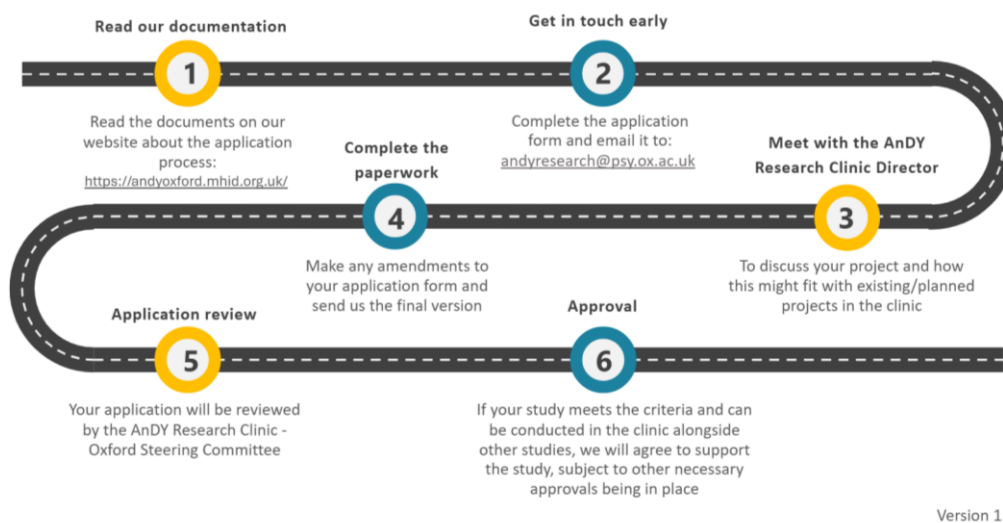 Read our documentation
1
Read the documents on our
website about the application
process:
https://andyoxford.mhid.org.uk/
Get in touch early
2
Complete the application
form and email it to:
andyresearch@psy.ox.ac.uk
Meet with the AnDY
Research Clinic Director
3
To discuss your project and how
this might fit with existing/planned
projects in the clinic
Complete the
paperwork
4
Make any amendments to
your application form and
send us the final version
Application review
5
Your application will be reviewed
by the AnDY Research Clinic -
Oxford Steering Committee
Approval
6
If your study meets the criteria and can
be conducted in the clinic alongside
other studies, we will agree to support
the study, subject to other necessary
approvals being in place
Version 1